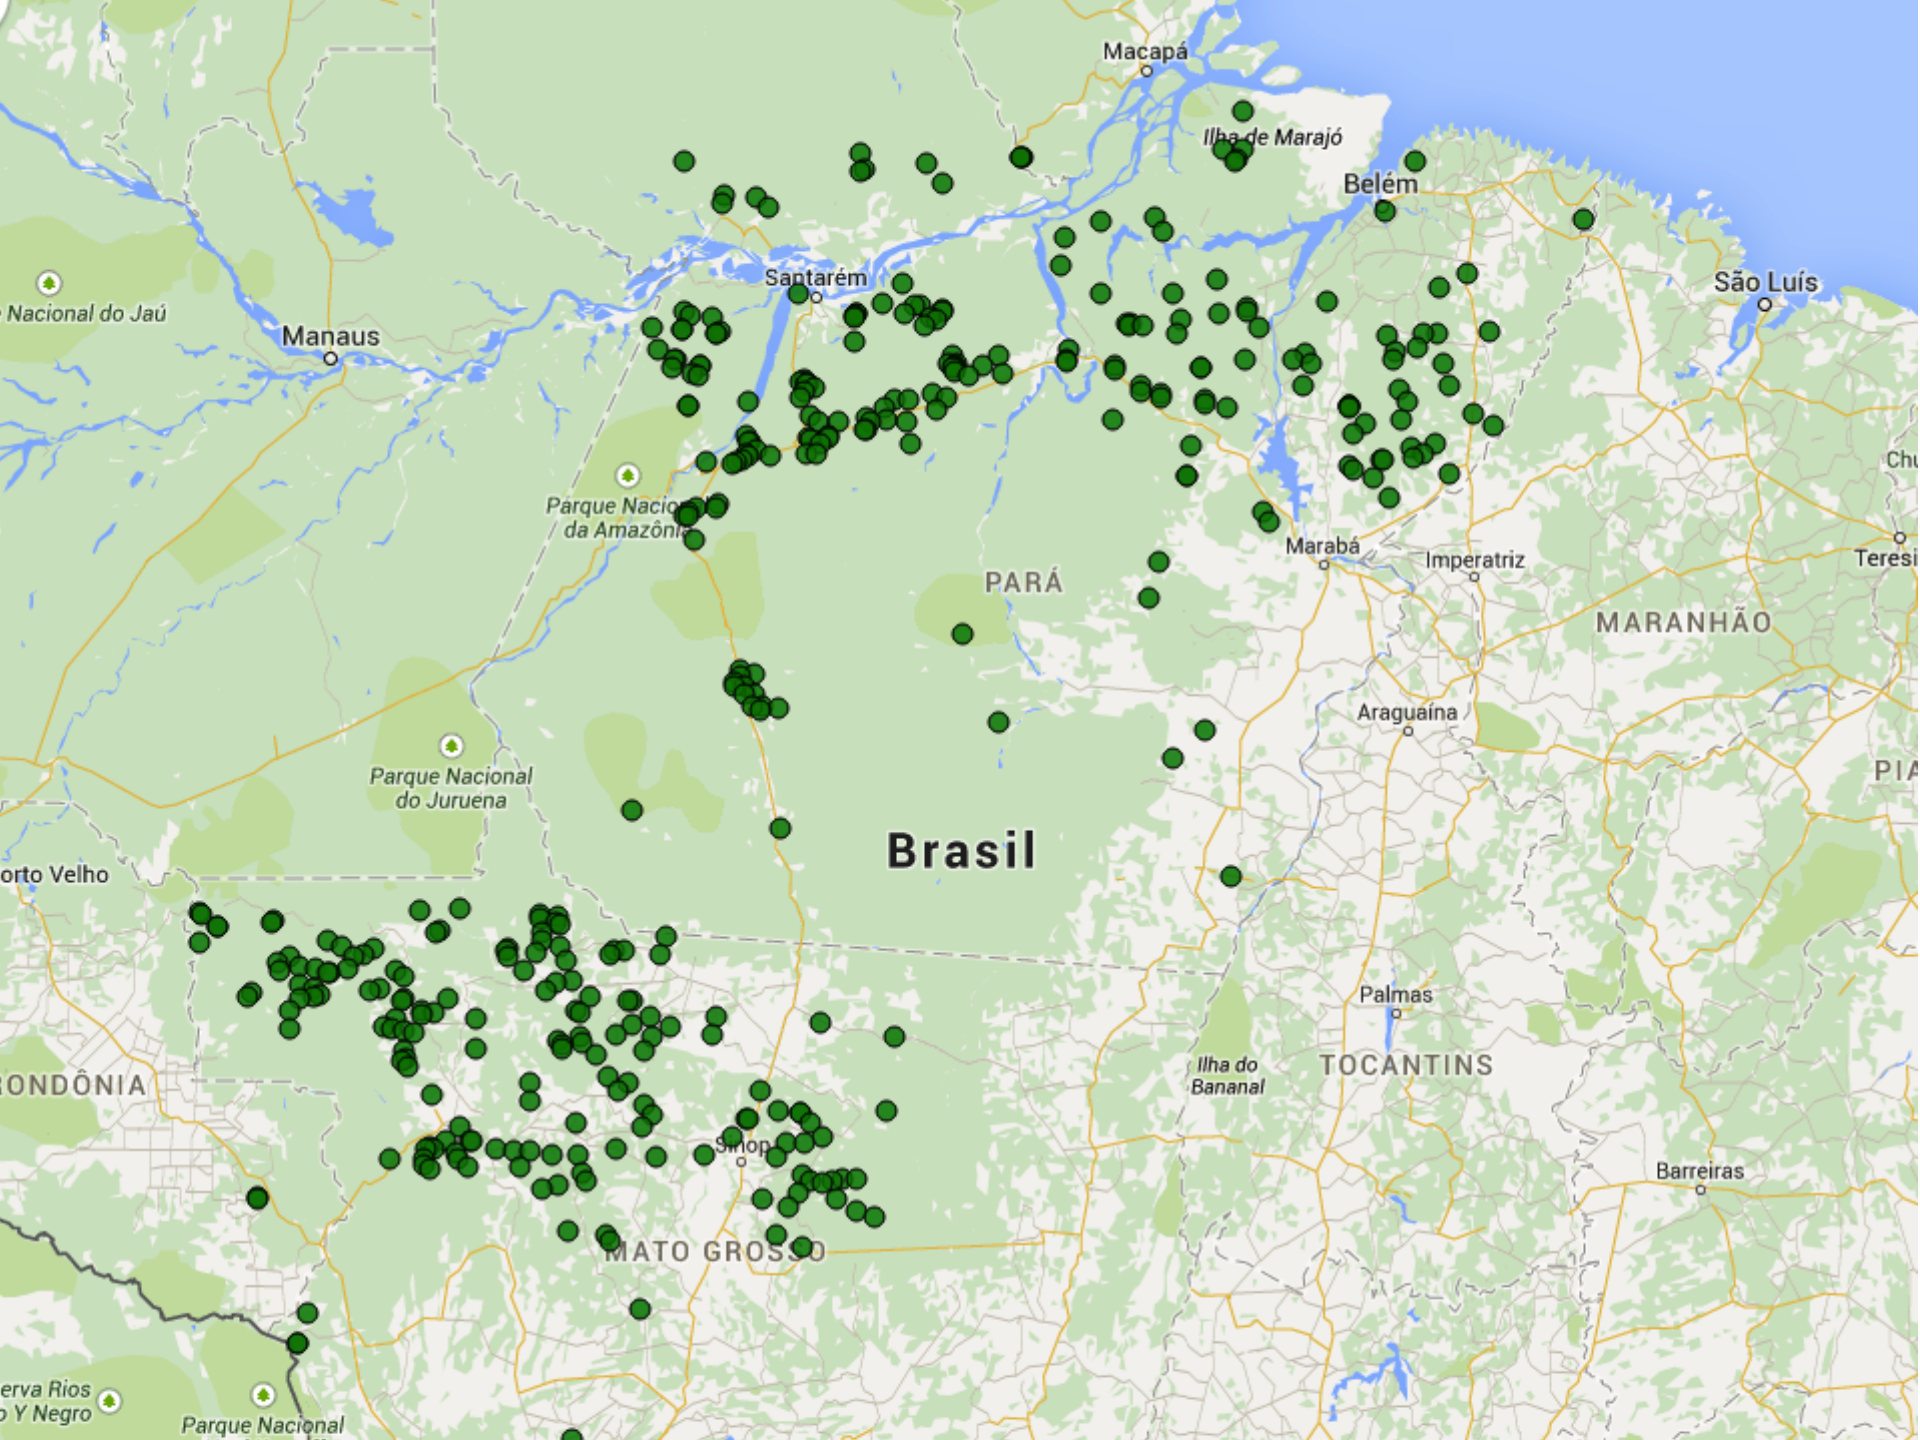 Macapá
Ilha de Marajó
Belém
Santarém
São Luís
Nacional do Jaú
Manaus
Parque Nacional
da Amazônia
Marabá
Imperatriz
PARÁ
MARANHÃO
Araguaína
Parque Nacional
do Juruena
Brasil
orto Velho
Palmas
Ilha do
Bananal
TOCANTINS
RONDÔNIA
Sinop
Barreiras
MATO GROSSO
erva Rios
o Y Negro
Parque Nacional
Chu
Teresi
PIA